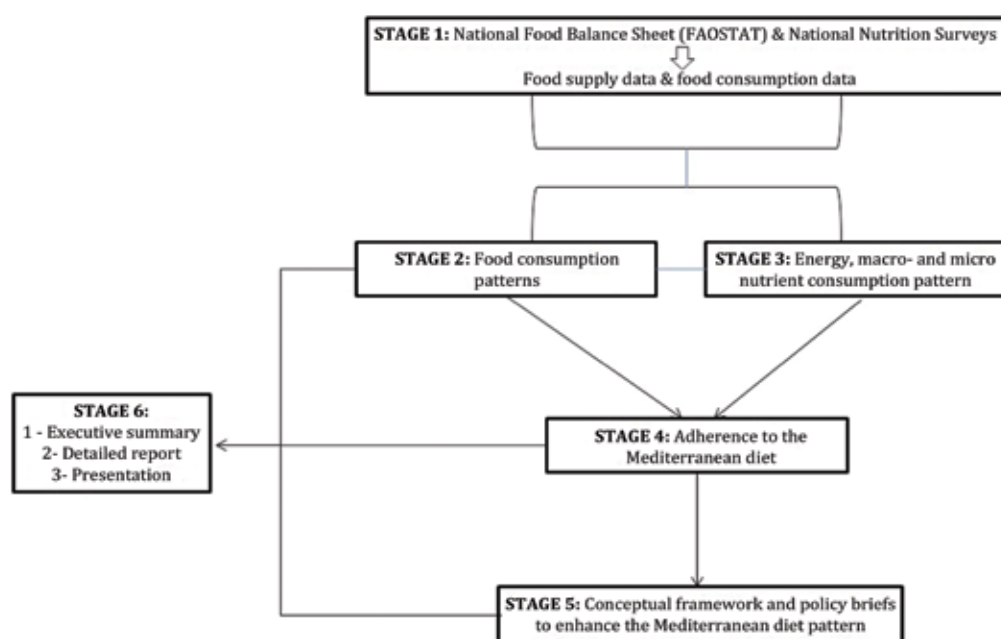 STAGE 1: National Food Balance Sheet (FAOSTAT) & National Nutrition Surveys
Food supply data & food consumption data
STAGE 2: Food consumption
patterns
STAGE 3: Energy, macro- and micro
nutrient consumption pattern
STAGE 6:
1 - Executive summary
2- Detailed report
3- Presentation
STAGE 4: Adherence to the
Mediterranean diet
STAGE 5: Conceptual framework and policy briefs
to enhance the Mediterranean diet pattern